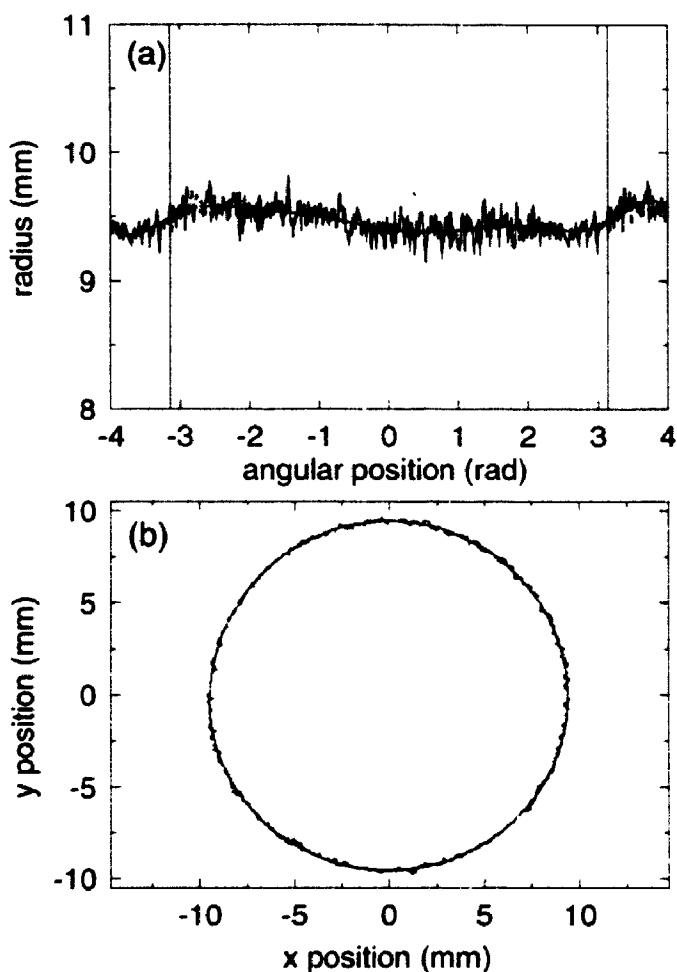 (a)
11
10
9
8
radius (mm)
-4 -3 -2 -1 0 1 2 3 4
angular position (rad)
(b)
10
5
0
-5
-10
y position (mm)
-10 -5 0 5 10
x position (mm)